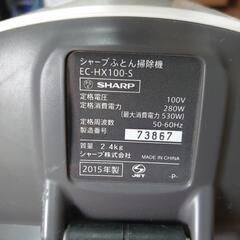 シャープふとん掃除機
EC-HX100-S
SHARP
定格電圧 100V
定格消費電力 280W
(最大消費電力 530W)
定格周波数 50-60Hz
製造番号 73867
質量 2.4kg
シャープ株式会社 MADE IN CHINA
2015年製
S
JET
-P-